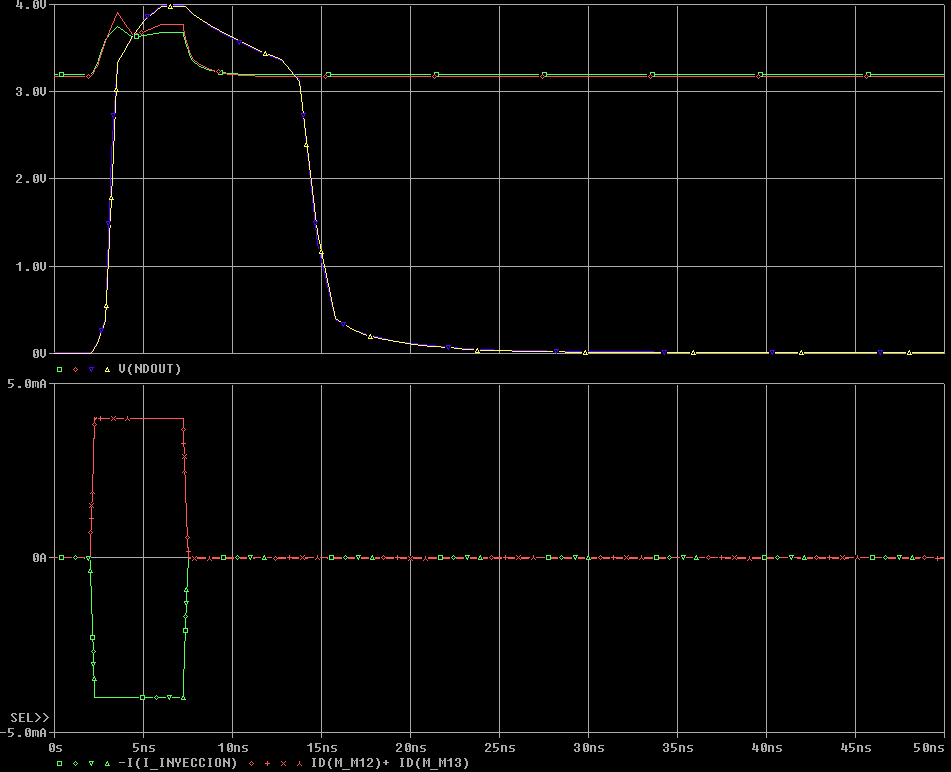 4.0V
3.0V
2.0V
1.0V
0V
V(NDOUT)
5.0mA
0A
SEL>>
-5.0mA
0s 5ns 10ns 15ns 20ns 25ns 30ns 35ns 40ns 45ns 50ns
-I(I_INYECCION) ID(M_M12)+ ID(M_M13)